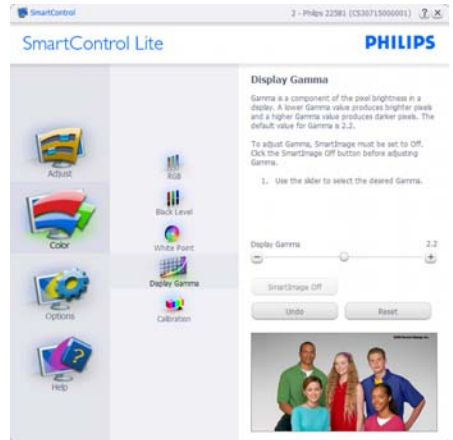 SmartControl
2 - Philips 225B1 (CS30715000001)
SmartControl Lite
PHILIPS
Adjust
Color
Options
Help
RGB
Black Level
White Point
Display Gamma
Calibration
Display Gamma
Gamma is a component of the pixel brightness in a
display. A lower Gamma value produces brighter pixels
and a higher Gamma value produces darker pixels. The
default value for Gamma is 2.2.
To adjust Gamma, SmartImage must be set to Off.
Click the SmartImage Off button before adjusting
Gamma.
1. Use the slider to select the desired Gamma.
Display Gamma 2.2
SmartImage Off
Undo Reset